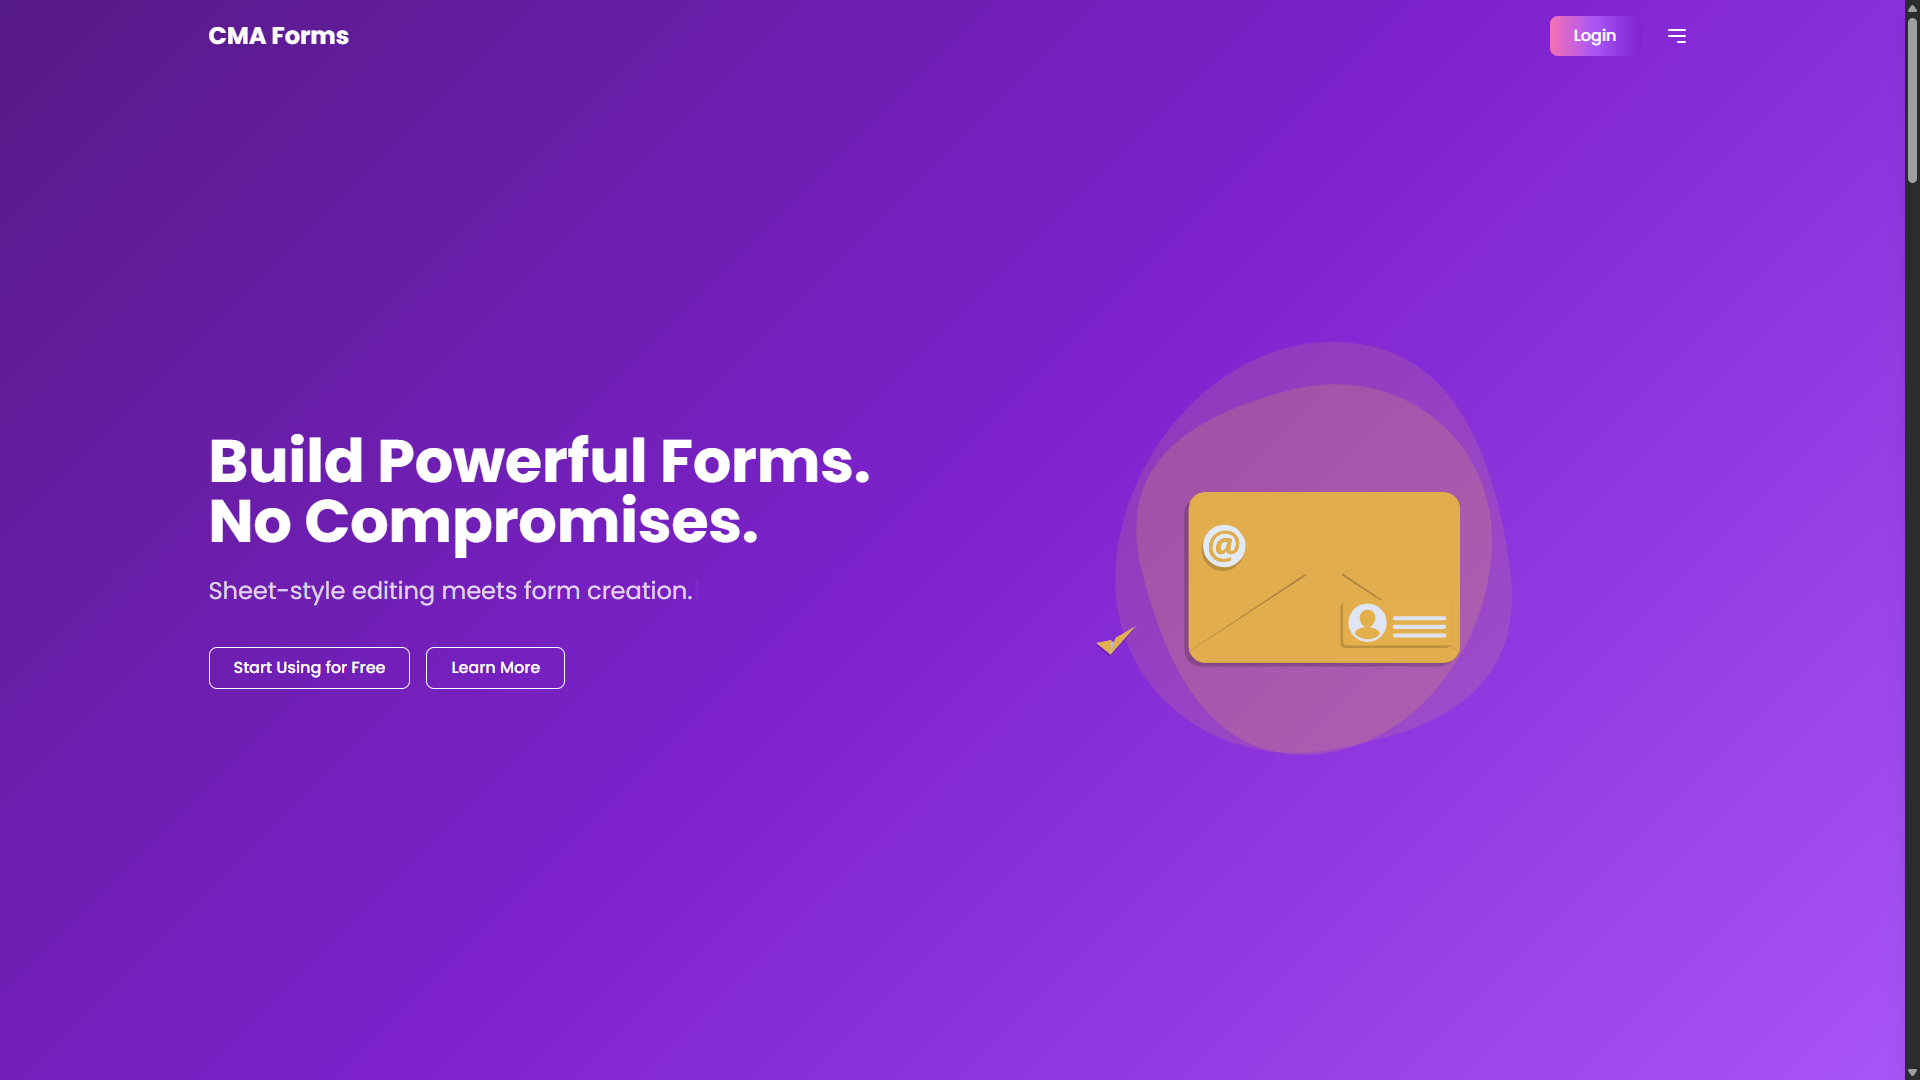 CMA Forms
Login
Build Powerful Forms.
No Compromises.
Sheet-style editing meets form creation.
Start Using for Free
Learn More
@